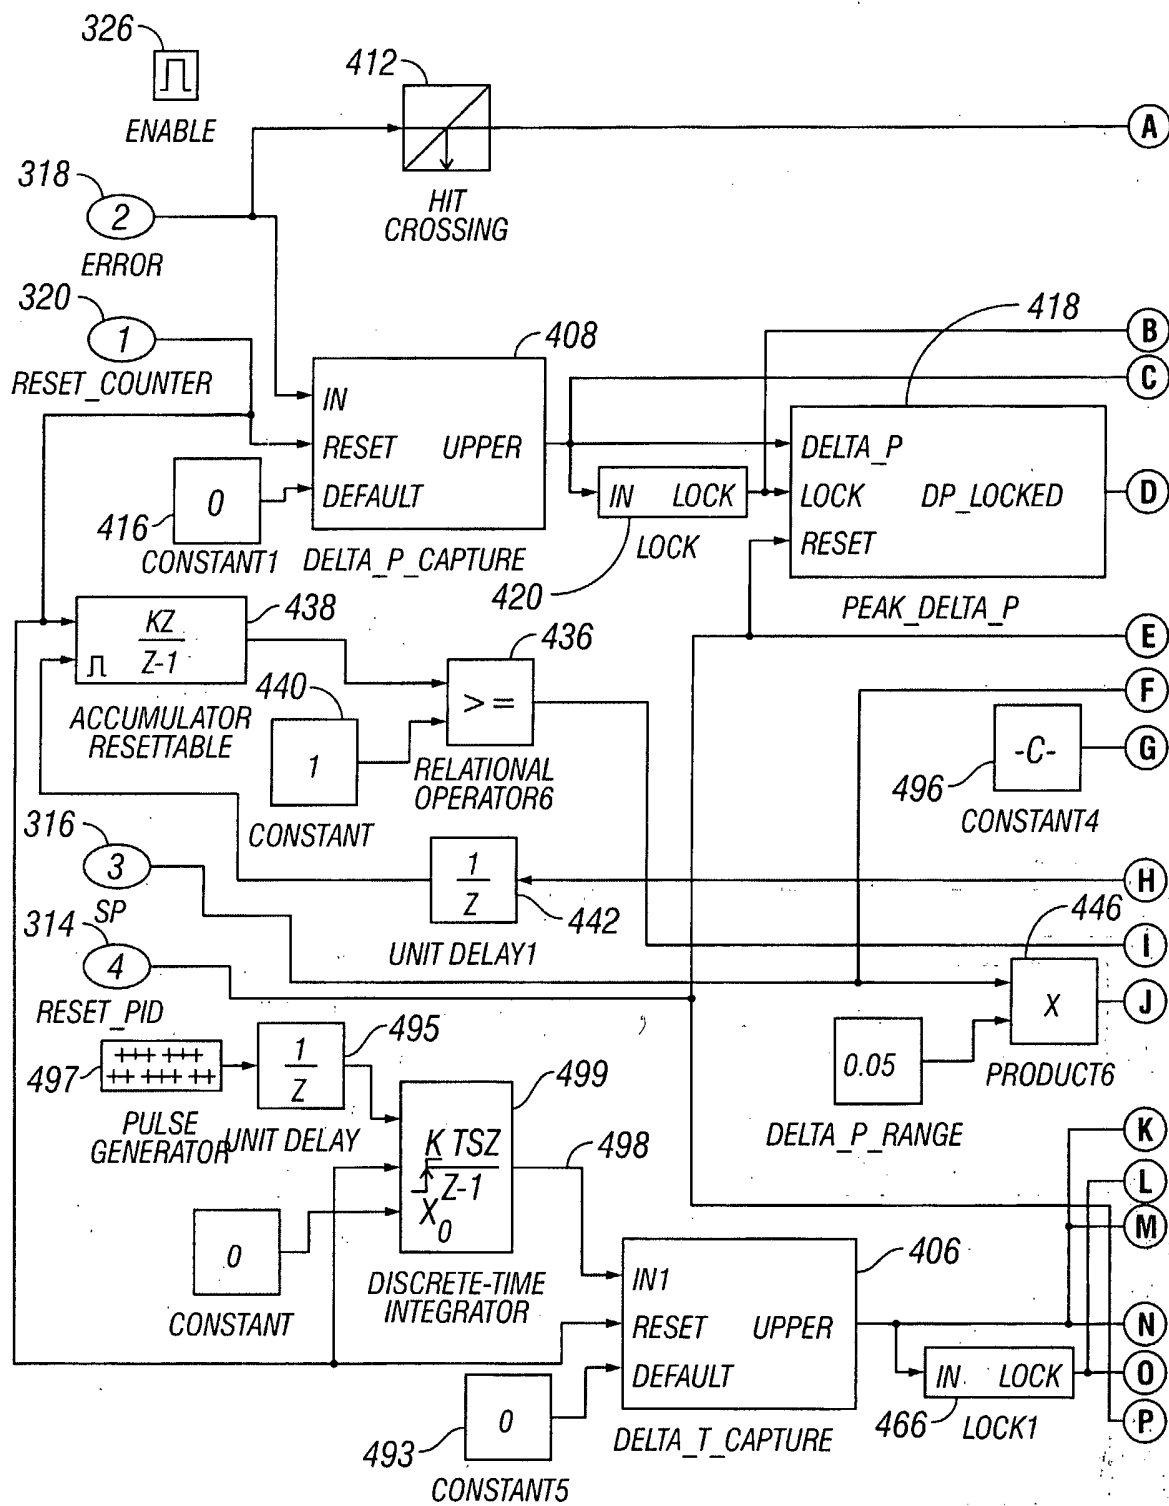 326
ENABLE
412
HIT
CROSSING
A
318
2
ERROR
320
1
RESET_COUNTER
408
IN
RESET
UPPER
DEFAULT
DELTA_P_CAPTURE
0
416
CONSTANT1
418
B
C
DELTA_P
LOCK
DP_LOCKED
RESET
PEAK_DELTA_P
D
IN
LOCK
LOCK
420
KZ
Z-1
438
ACCUMULATOR
RESETTABLE
436
> =
RELATIONAL
OPERATOR6
440
1
CONSTANT
E
F
-C-
496
CONSTANT4
G
316
3
SP
1
Z
442
UNIT DELAY1
H
314
4
RESET_PID
I
446
X
PRODUCT6
J
0.05
DELTA_P_RANGE
497
PULSE
GENERATOR
1
Z
495
UNIT DELAY
K TSZ
Z-1
X0
499
DISCRETE-TIME
INTEGRATOR
498
0
CONSTANT
K
L
M
IN1
RESET
UPPER
DEFAULT
406
DELTA_T_CAPTURE
N
IN
LOCK
466
LOCK1
O
P
0
493
CONSTANT5